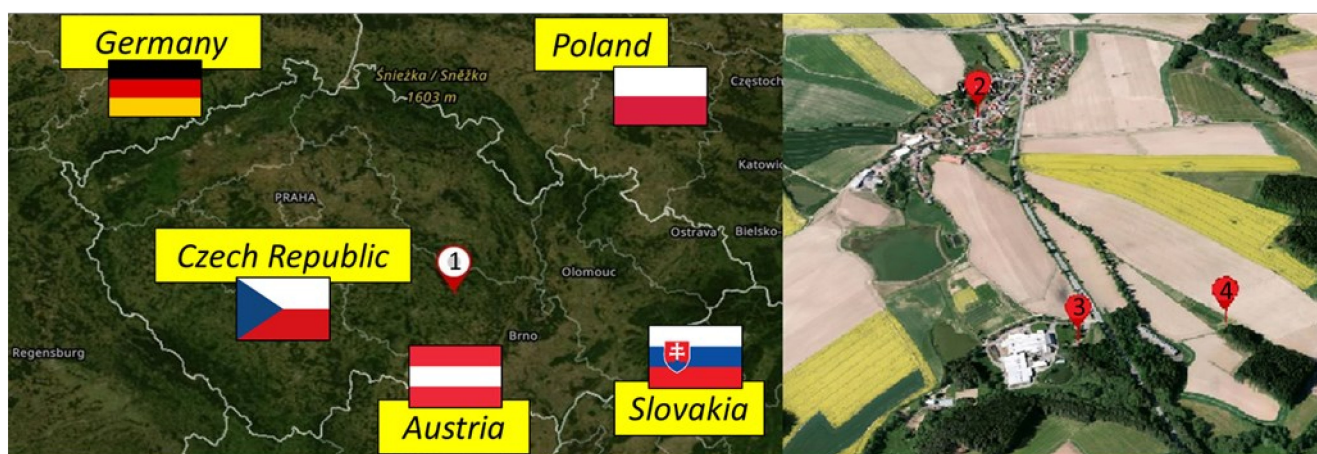 Germany
Poland
Śnieżka / Sněžka
1603 m
Częstoch
PRAHA
Katowic
Czech Republic
Ostrava
Bielsko-
1
Olomouc
Regensburg
Brno
Austria
Slovakia
2
3
4